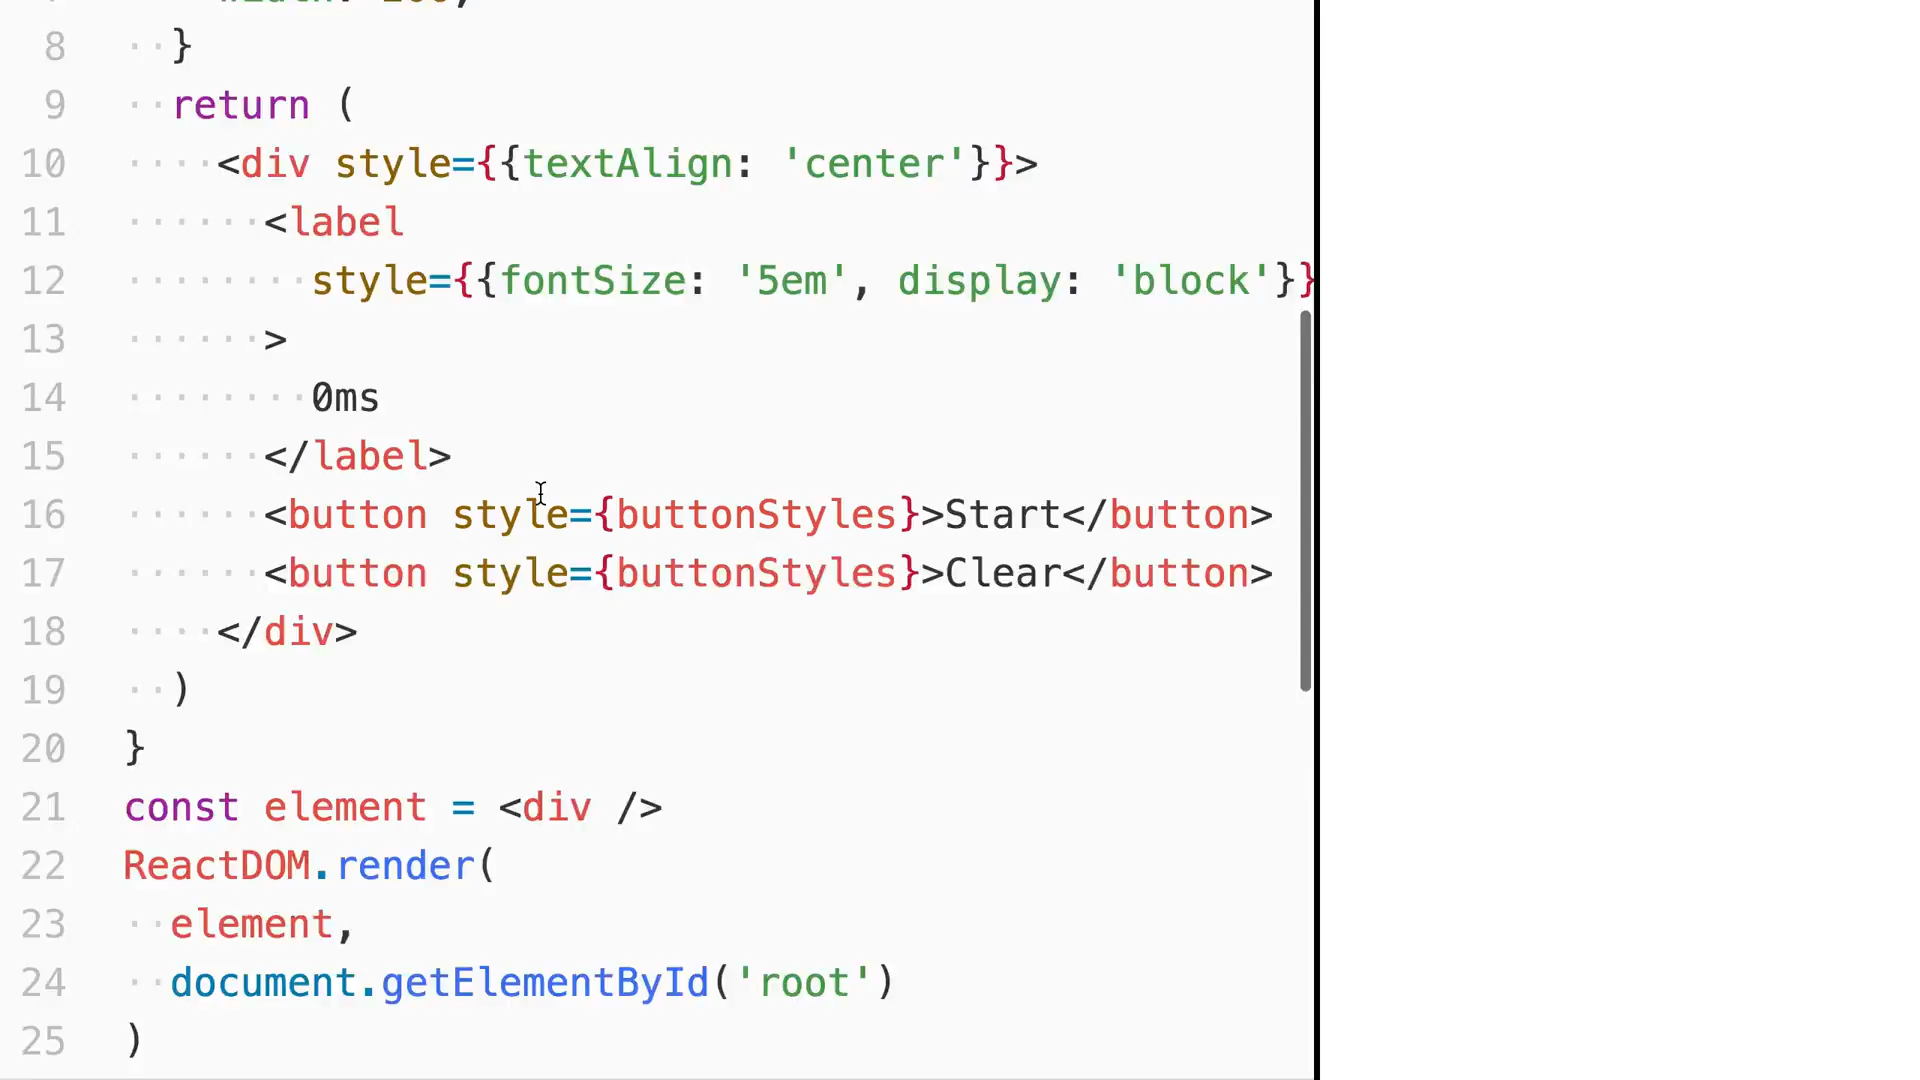 8 ··}
9 ··return (
10 ····<div style={{textAlign: 'center'}}>
11 ······<label
12 ········style={{fontSize: '5em', display: 'block'}}
13 ······>
14 ········0ms
15 ······</label>
16 ······<button style={buttonStyles}>Start</button>
17 ······<button style={buttonStyles}>Clear</button>
18 ····</div>
19 ··)
20 }
21 const element = <div />
22 ReactDOM.render(
23 ··element,
24 ··document.getElementById('root')
25 )